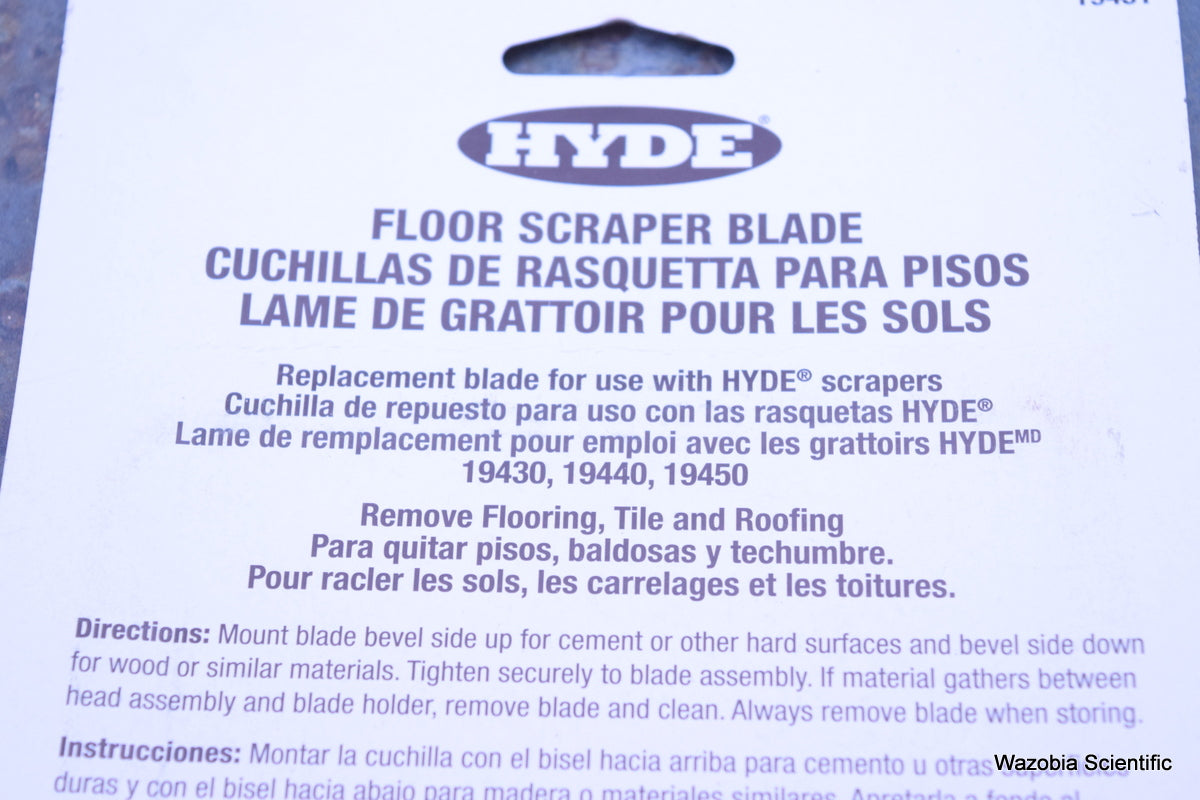 HYDE®
FLOOR SCRAPER BLADE
CUCHILLAS DE RASQUETTA PARA PISOS
LAME DE GRATTOIR POUR LES SOLS
Replacement blade for use with HYDE® scrapers
Cuchilla de repuesto para uso con las rasquetas HYDE®
Lame de remplacement pour emploi avec les grattoirs HYDEᴹᴰ
19430, 19440, 19450
Remove Flooring, Tile and Roofing
Para quitar pisos, baldosas y techumbre.
Pour racler les sols, les carrelages et les toitures.
Directions: Mount blade bevel side up for cement or other hard surfaces and bevel side down
for wood or similar materials. Tighten securely to blade assembly. If material gathers between
head assembly and blade holder, remove blade and clean. Always remove blade when storing.
Instrucciones: Montar la cuchilla con el bisel hacia arriba para cemento u otras superficies
duras y con el bisel hacia abajo para madera o materiales similares. Apretarla a fondo al
Wazobia Scientific